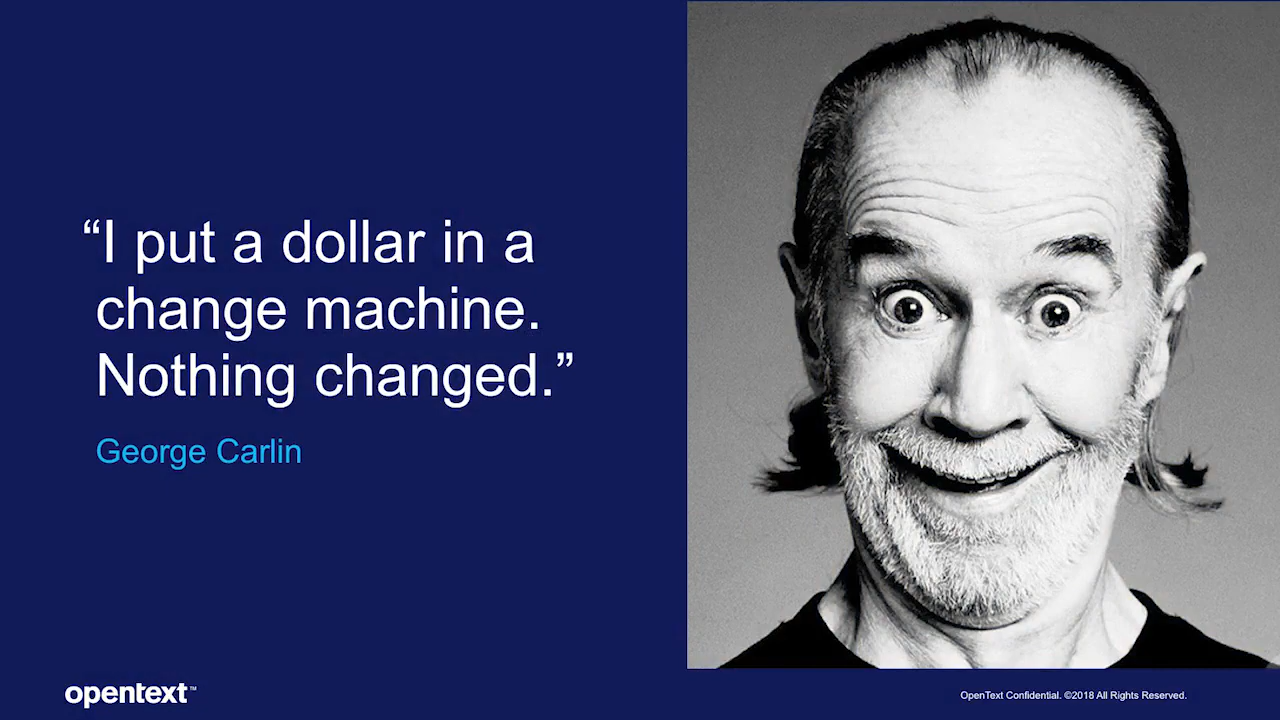 “I put a dollar in a
change machine.
Nothing changed.”
George Carlin
opentext™
OpenText Confidential. ©2018 All Rights Reserved.